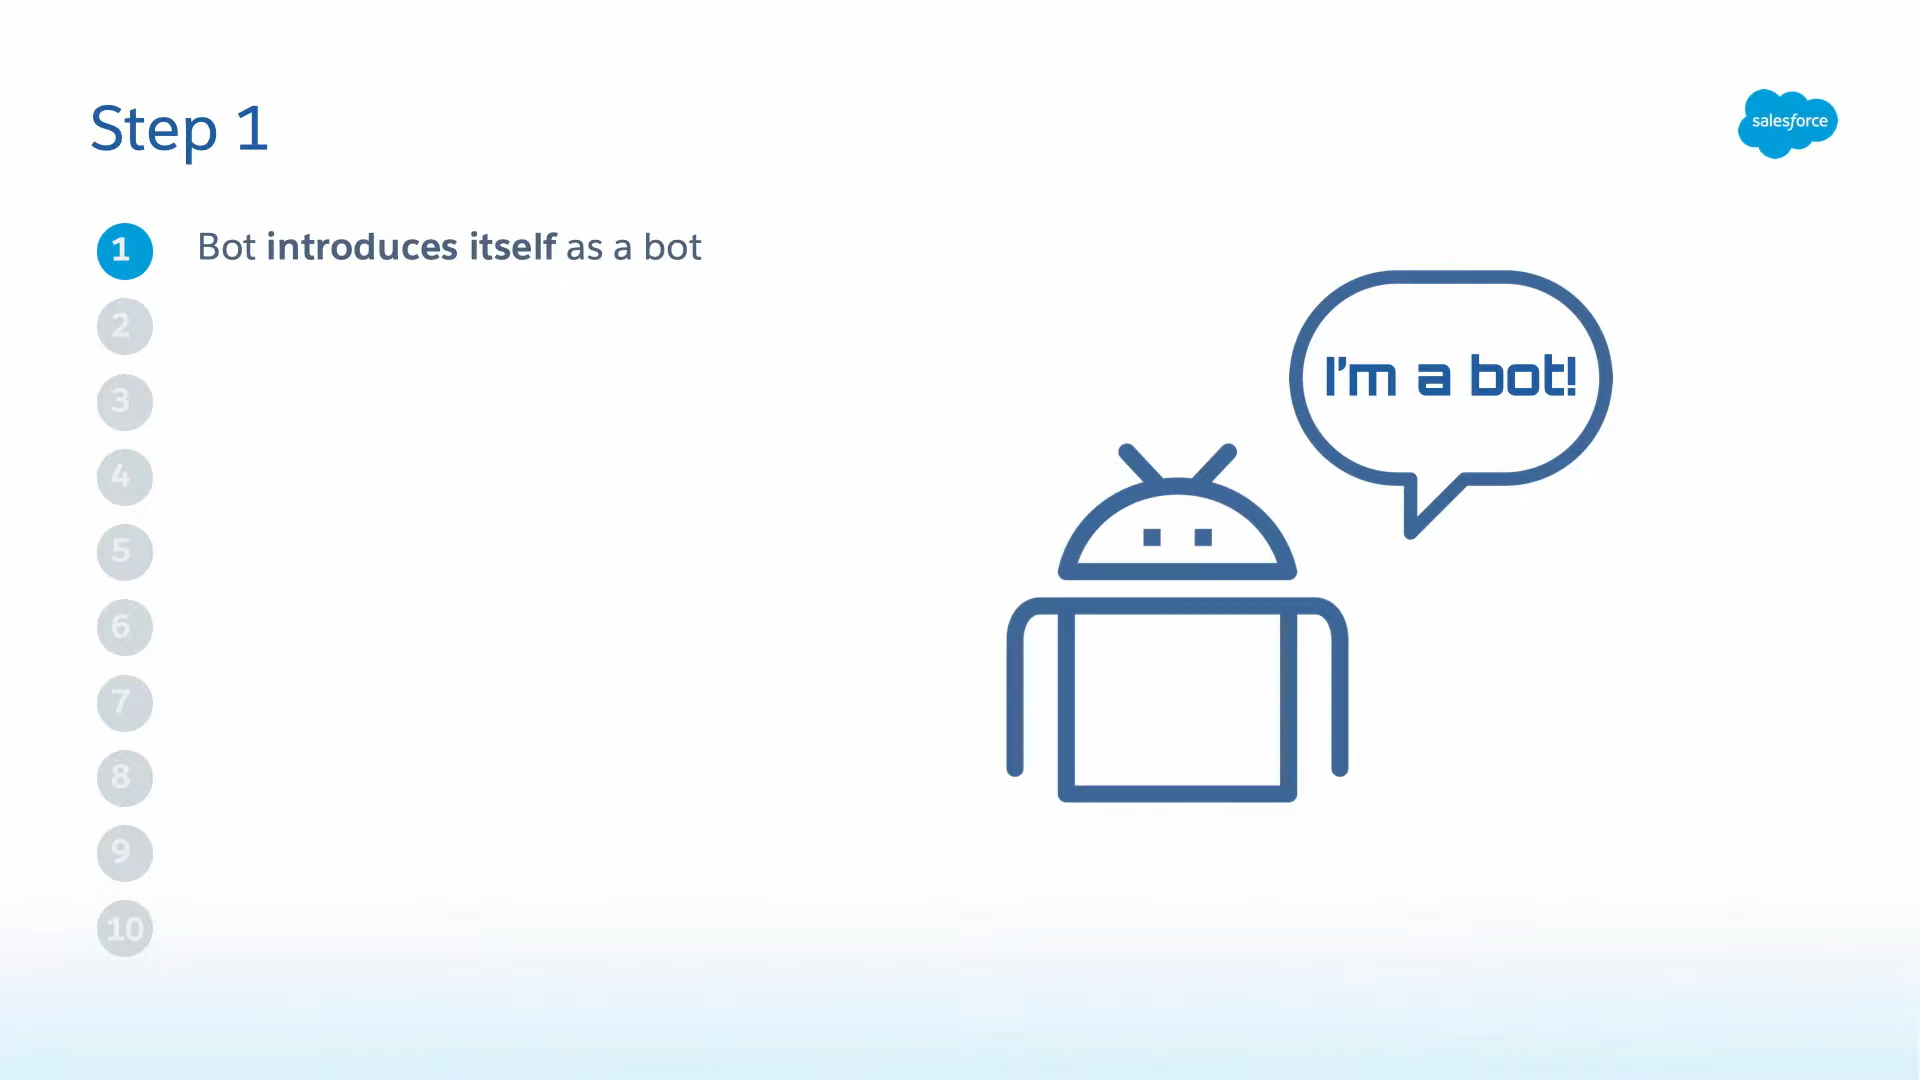 Step 1
salesforce
1 Bot introduces itself as a bot
I'm a bot!
2
3
4
5
6
7
8
9
10